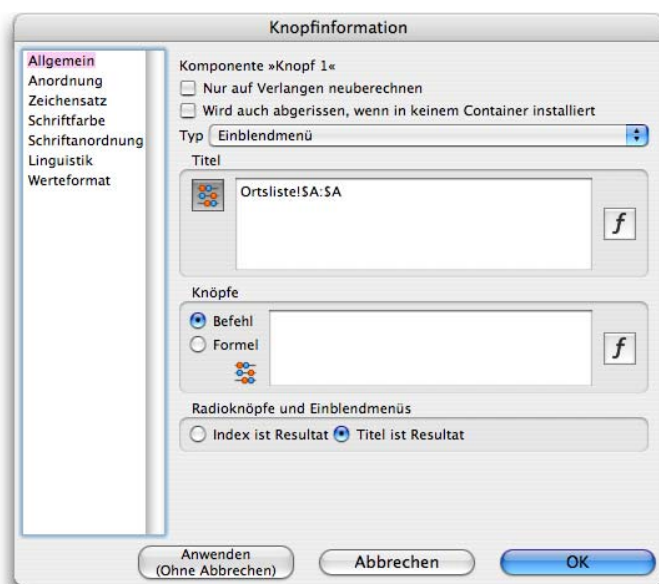 Knopfinformation
Allgemein
Anordnung
Zeichensatz
Schriftfarbe
Schriftanordnung
Linguistik
Werteformat
Komponente »Knopf 1«
Nur auf Verlangen neuberechnen
Wird auch abgerissen, wenn in keinem Container installiert
Typ Einblendmenü
Titel
Ortsliste!$A:$A
f
Knöpfe
Befehl
Formel
f
Radioknöpfe und Einblendmenüs
Index ist Resultat Titel ist Resultat
Anwenden
(Ohne Abbrechen)
Abbrechen
OK